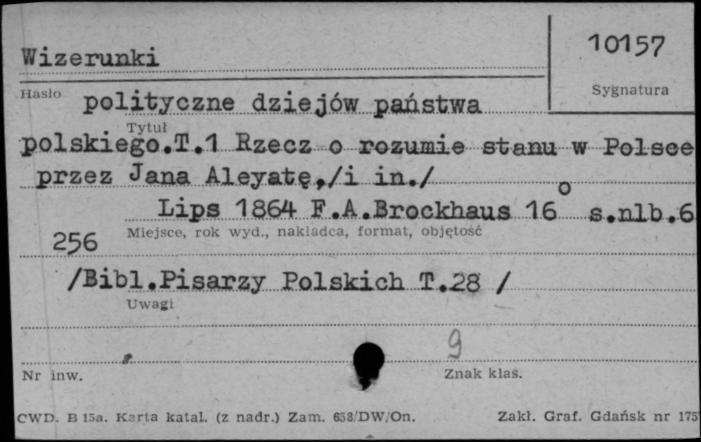 10157
Wizerunki
Sygnatura
Hasło
polityczne dziejów państwa
Tytuł
polskiego.T.1 Rzecz o rozumie stanu w Polsce
przez Jana Aleyatę,/i in./
Lips 1864 F.A.Brockhaus 16o s.nlb.6
Miejsce, rok wyd., nakładca, format, objętość
256
/Bibl.Pisarzy Polskich T.28 /
Uwagi
9
Nr inw.
Znak klas.
CWD. B 15a. Karta katal. (z nadr.) Zam. 658/DW/On.
Zakł. Graf. Gdańsk nr 175